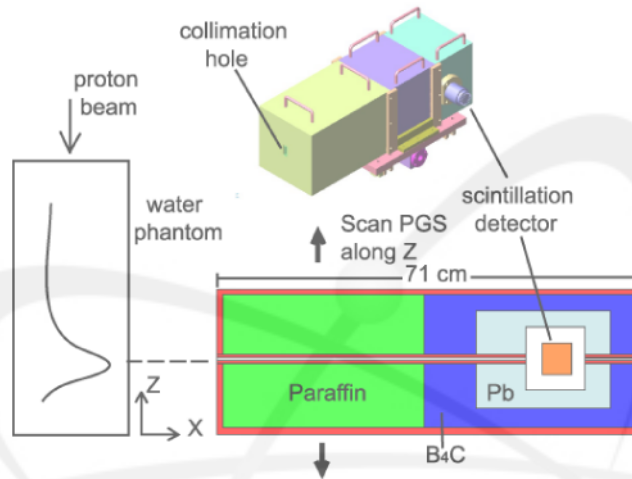 collimation
hole
proton
beam
water
phantom
Scan PGS
along Z
scintillation
detector
71 cm
Paraffin
Pb
Z
X
B₄C